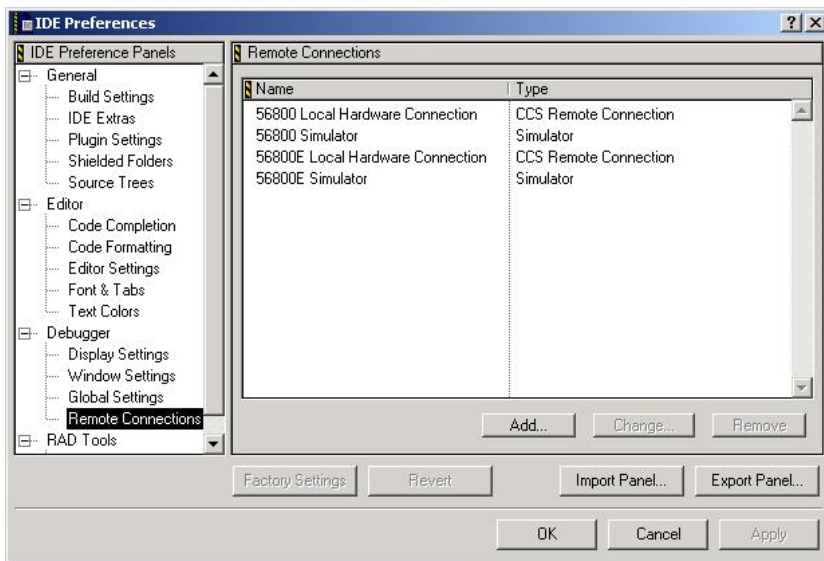 IDE Preferences
IDE Preference Panels
General
Build Settings
IDE Extras
Plugin Settings
Shielded Folders
Source Trees
Editor
Code Completion
Code Formatting
Editor Settings
Font & Tabs
Text Colors
Debugger
Display Settings
Window Settings
Global Settings
Remote Connections
RAD Tools
Remote Connections
Name Type
56800 Local Hardware Connection CCS Remote Connection
56800 Simulator Simulator
56800E Local Hardware Connection CCS Remote Connection
56800E Simulator Simulator
Add... Change... Remove
Factory Settings Revert Import Panel... Export Panel...
OK Cancel Apply